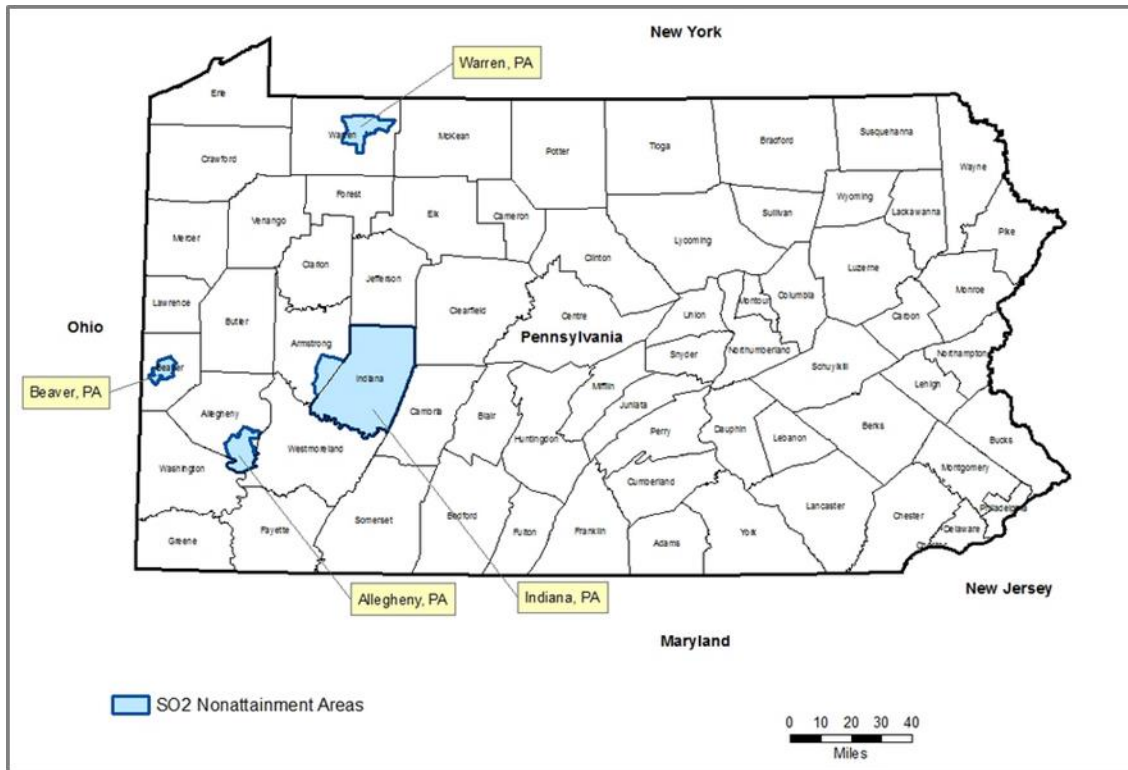 New York
Warren, PA
Erie
Warren
McKean
Potter
Tioga
Bradford
Susquehanna
Wayne
Crawford
Forest
Elk
Cameron
Sullivan
Wyoming
Lackawanna
Pike
Venango
Mercer
Clarion
Jefferson
Clinton
Lycoming
Luzerne
Monroe
Lawrence
Butler
Clearfield
Centre
Union
Montour
Columbia
Carbon
Ohio
Pennsylvania
Armstrong
Snyder
Northumberland
Northampton
Schuylkill
Lehigh
Beaver
Indiana
Mifflin
Juniata
Beaver, PA
Allegheny
Cambria
Blair
Huntingdon
Perry
Dauphin
Lebanon
Berks
Bucks
Westmoreland
Washington
Montgomery
Cumberland
Lancaster
Philadelphia
Chester
Delaware
Fayette
Somerset
Bedford
Fulton
Franklin
Adams
York
Greene
Allegheny, PA
Indiana, PA
New Jersey
Maryland
SO2 Nonattainment Areas
0 10 20 30 40
Miles